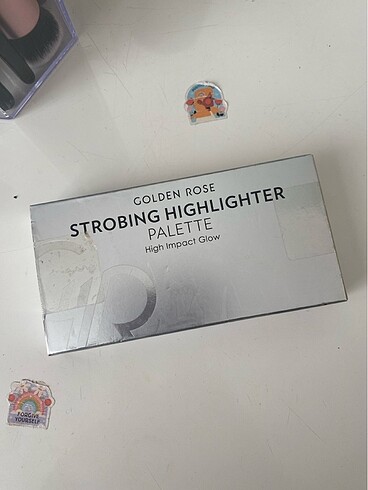 GOLDEN ROSE
STROBING HIGHLIGHTER
PALETTE
High Impact Glow
FORGIVE
YOURSELF